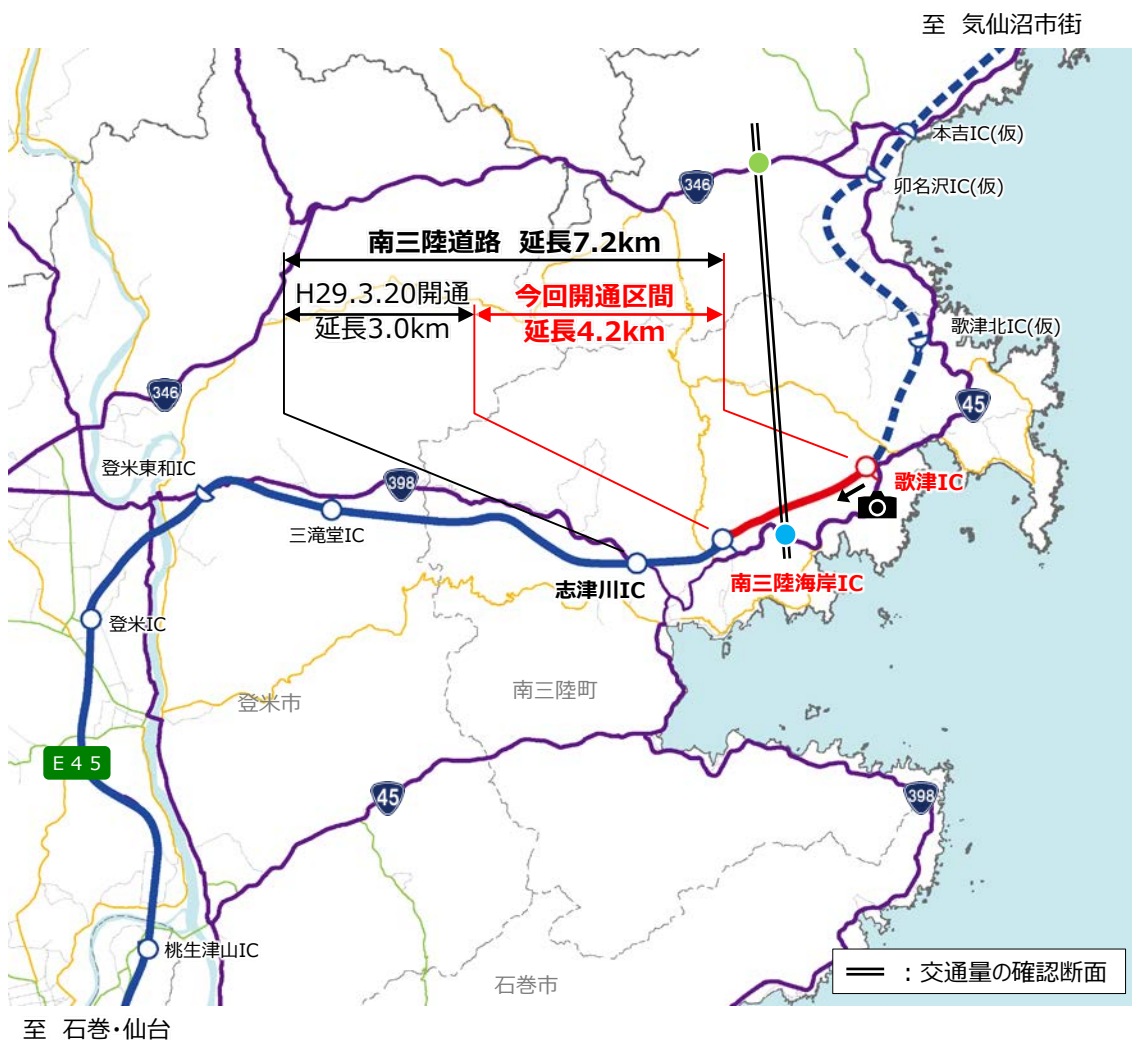 至 気仙沼市街
本吉IC(仮)
卯名沢IC(仮)
346
南三陸道路 延長7.2km
H29.3.20開通
延長3.0km
今回開通区間
延長4.2km
歌津北IC(仮)
346
45
登米東和IC
398
歌津IC
三滝堂IC
志津川IC
南三陸海岸IC
登米IC
登米市
南三陸町
E45
45
398
桃生津山IC
石巻市
:交通量の確認断面
至 石巻・仙台